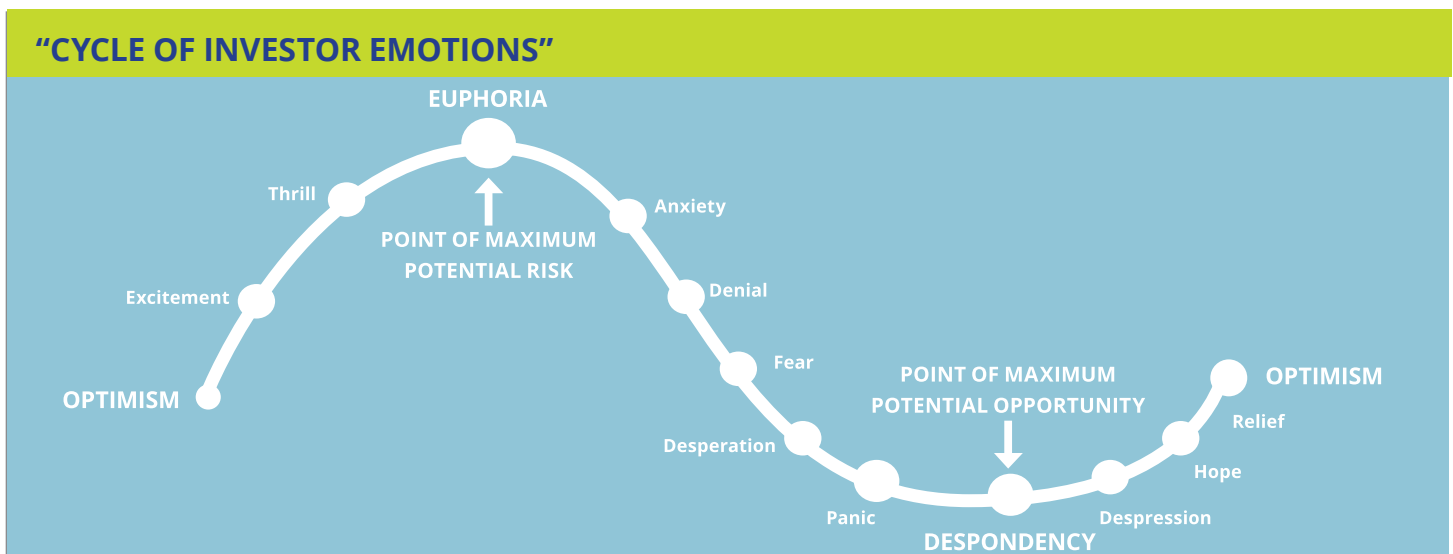 “CYCLE OF INVESTOR EMOTIONS”
EUPHORIA
Thrill
Anxiety
POINT OF MAXIMUM
POTENTIAL RISK
Excitement
Denial
Fear
OPTIMISM
POINT OF MAXIMUM
POTENTIAL OPPORTUNITY
OPTIMISM
Relief
Desperation
Hope
Panic
Despression
DESPONDENCY